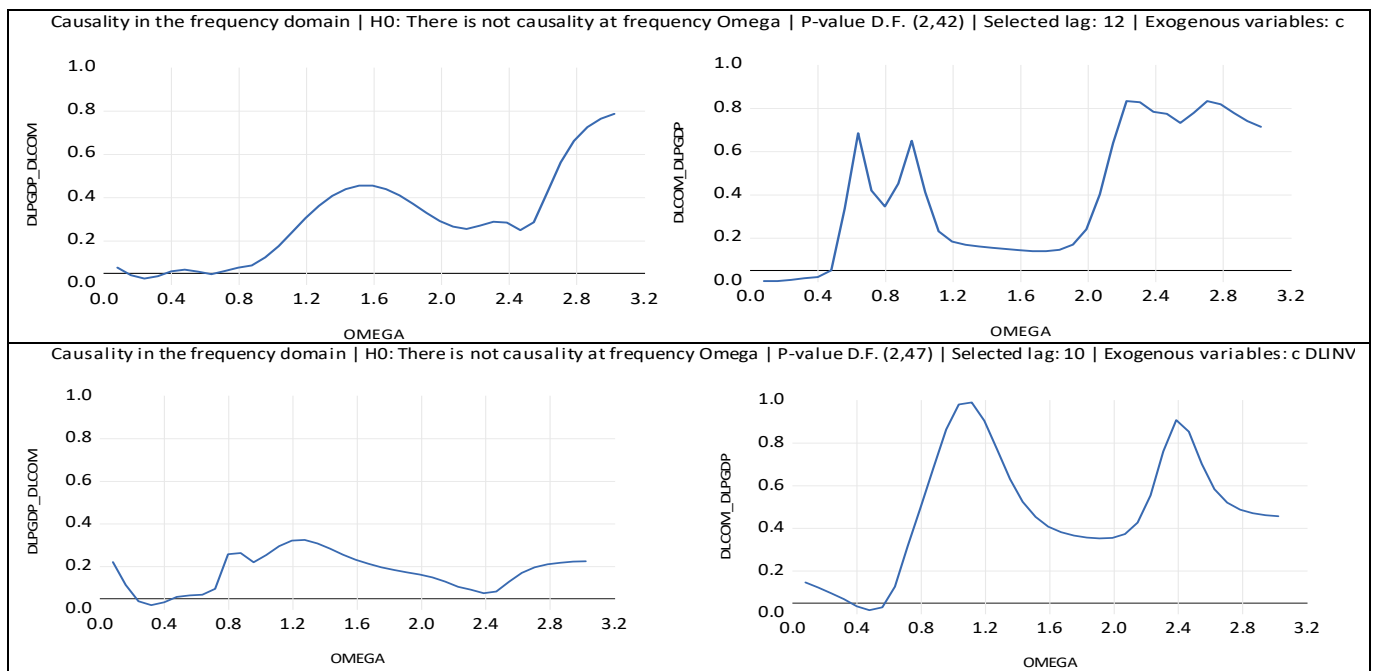 Causality in the frequency domain | H0: There is not causality at frequency Omega | P-value D.F. (2,42) | Selected lag: 12 | Exogenous variables: c
DLPGDP_DLCOM
1.0
0.8
0.6
0.4
0.2
0.0
0.0 0.4 0.8 1.2 1.6 2.0 2.4 2.8 3.2
OMEGA
DLCOM_DLPGDP
1.0
0.8
0.6
0.4
0.2
0.0
0.0 0.4 0.8 1.2 1.6 2.0 2.4 2.8 3.2
OMEGA
Causality in the frequency domain | H0: There is not causality at frequency Omega | P-value D.F. (2,47) | Selected lag: 10 | Exogenous variables: c DLINV
DLPGDP_DLCOM
1.0
0.8
0.6
0.4
0.2
0.0
0.0 0.4 0.8 1.2 1.6 2.0 2.4 2.8 3.2
OMEGA
DLCOM_DLPGDP
1.0
0.8
0.6
0.4
0.2
0.0
0.0 0.4 0.8 1.2 1.6 2.0 2.4 2.8 3.2
OMEGA